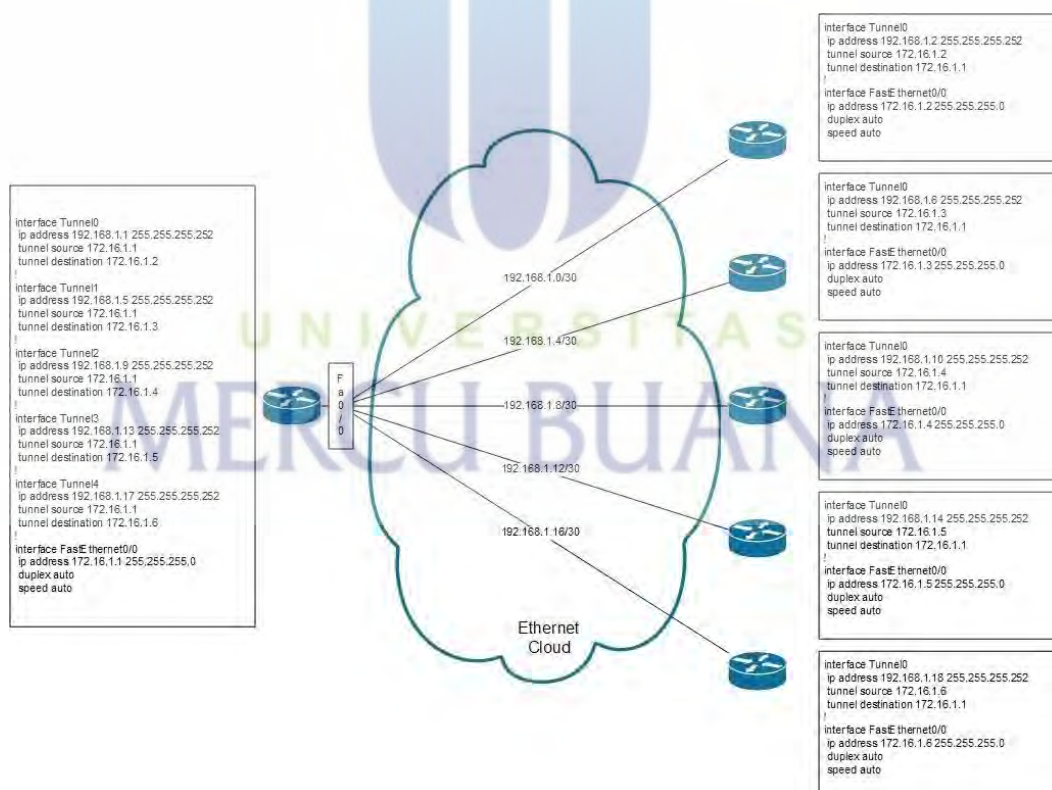 interface Tunnel0
ip address 192.168.1.1 255.255.255.252
tunnel source 172.16.1.1
tunnel destination 172.16.1.2
!
interface Tunnel1
ip address 192.168.1.5 255.255.255.252
tunnel source 172.16.1.1
tunnel destination 172.16.1.3
!
interface Tunnel2
ip address 192.168.1.9 255.255.255.252
tunnel source 172.16.1.1
tunnel destination 172.16.1.4
!
interface Tunnel3
ip address 192.168.1.13 255.255.255.252
tunnel source 172.16.1.1
tunnel destination 172.16.1.5
!
interface Tunnel4
ip address 192.168.1.17 255.255.255.252
tunnel source 172.16.1.1
tunnel destination 172.16.1.6
!
interface FastEthernet0/0
ip address 172.16.1.1 255.255.255.0
duplex auto
speed auto
Fa0/0
192.168.1.0/30
192.168.1.4/30
192.168.1.8/30
192.168.1.12/30
192.168.1.16/30
Ethernet
Cloud
UNIVERSITAS
MERCU BUANA
interface Tunnel0
ip address 192.168.1.2 255.255.255.252
tunnel source 172.16.1.2
tunnel destination 172.16.1.1
!
interface FastEthernet0/0
ip address 172.16.1.2 255.255.255.0
duplex auto
speed auto
interface Tunnel0
ip address 192.168.1.6 255.255.255.252
tunnel source 172.16.1.3
tunnel destination 172.16.1.1
!
interface FastEthernet0/0
ip address 172.16.1.3 255.255.255.0
duplex auto
speed auto
interface Tunnel0
ip address 192.168.1.10 255.255.255.252
tunnel source 172.16.1.4
tunnel destination 172.16.1.1
!
interface FastEthernet0/0
ip address 172.16.1.4 255.255.255.0
duplex auto
speed auto
interface Tunnel0
ip address 192.168.1.14 255.255.255.252
tunnel source 172.16.1.5
tunnel destination 172.16.1.1
!
interface FastEthernet0/0
ip address 172.16.1.5 255.255.255.0
duplex auto
speed auto
interface Tunnel0
ip address 192.168.1.18 255.255.255.252
tunnel source 172.16.1.6
tunnel destination 172.16.1.1
!
interface FastEthernet0/0
ip address 172.16.1.6 255.255.255.0
duplex auto
speed auto